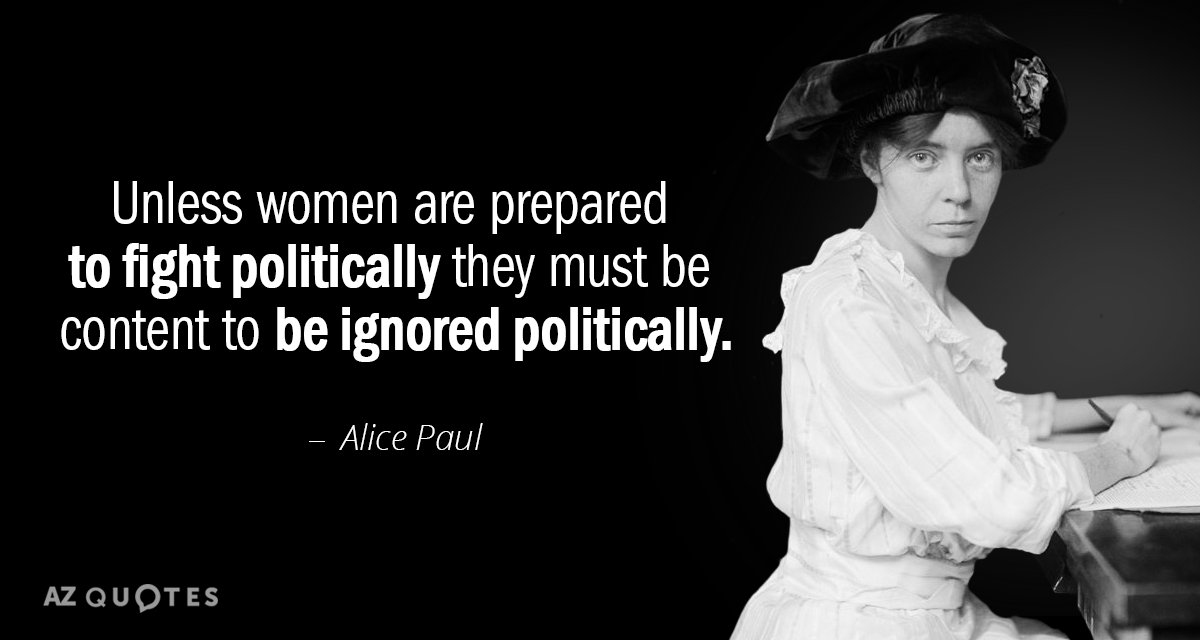 Unless women are prepared
to fight politically they must be
content to be ignored politically.
– Alice Paul
AZ QUOTES